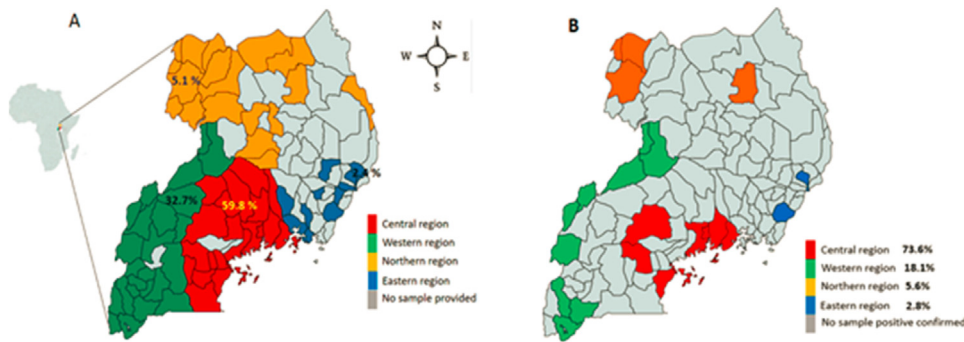 A
N
W E
S
5.1 %
32.7%
59.8 %
2.4 %
Central region
Western region
Northern region
Eastern region
No sample provided
B
Central region 73.6%
Western region 18.1%
Northern region 5.6%
Eastern region 2.8%
No sample positive confirmed